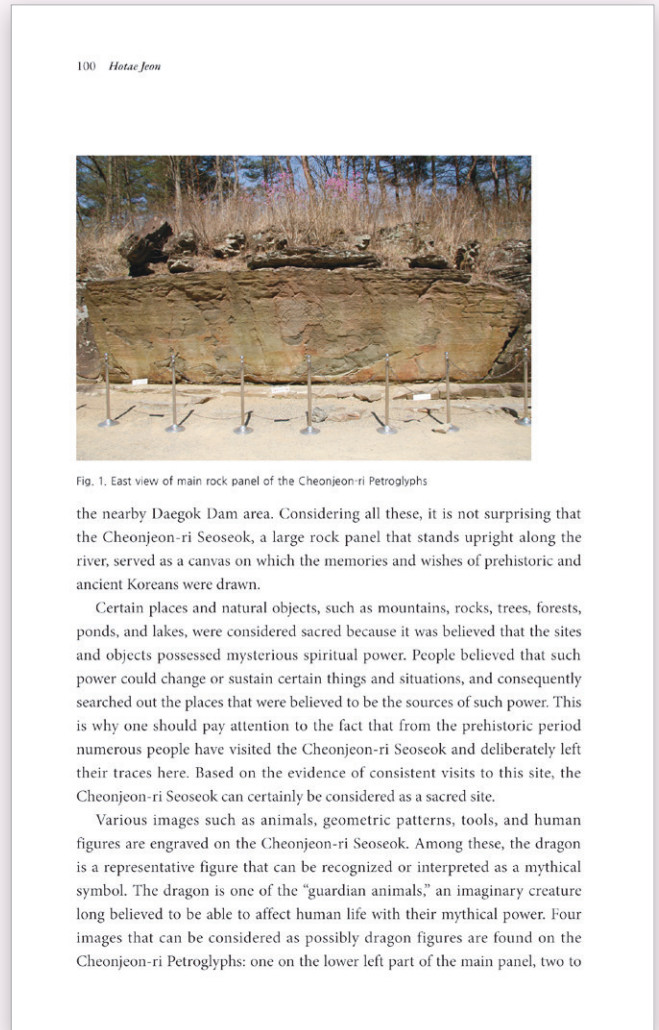 100 Hotae Jeon
Fig. 1. East view of main rock panel of the Cheonjeon-ri Petroglyphs
the nearby Daegok Dam area. Considering all these, it is not surprising that
the Cheonjeon-ri Seoseok, a large rock panel that stands upright along the
river, served as a canvas on which the memories and wishes of prehistoric and
ancient Koreans were drawn.
Certain places and natural objects, such as mountains, rocks, trees, forests,
ponds, and lakes, were considered sacred because it was believed that the sites
and objects possessed mysterious spiritual power. People believed that such
power could change or sustain certain things and situations, and consequently
searched out the places that were believed to be the sources of such power. This
is why one should pay attention to the fact that from the prehistoric period
numerous people have visited the Cheonjeon-ri Seoseok and deliberately left
their traces here. Based on the evidence of consistent visits to this site, the
Cheonjeon-ri Seoseok can certainly be considered as a sacred site.
Various images such as animals, geometric patterns, tools, and human
figures are engraved on the Cheonjeon-ri Seoseok. Among these, the dragon
is a representative figure that can be recognized or interpreted as a mythical
symbol. The dragon is one of the “guardian animals,” an imaginary creature
long believed to be able to affect human life with their mythical power. Four
images that can be considered as possibly dragon figures are found on the
Cheonjeon-ri Petroglyphs: one on the lower left part of the main panel, two to